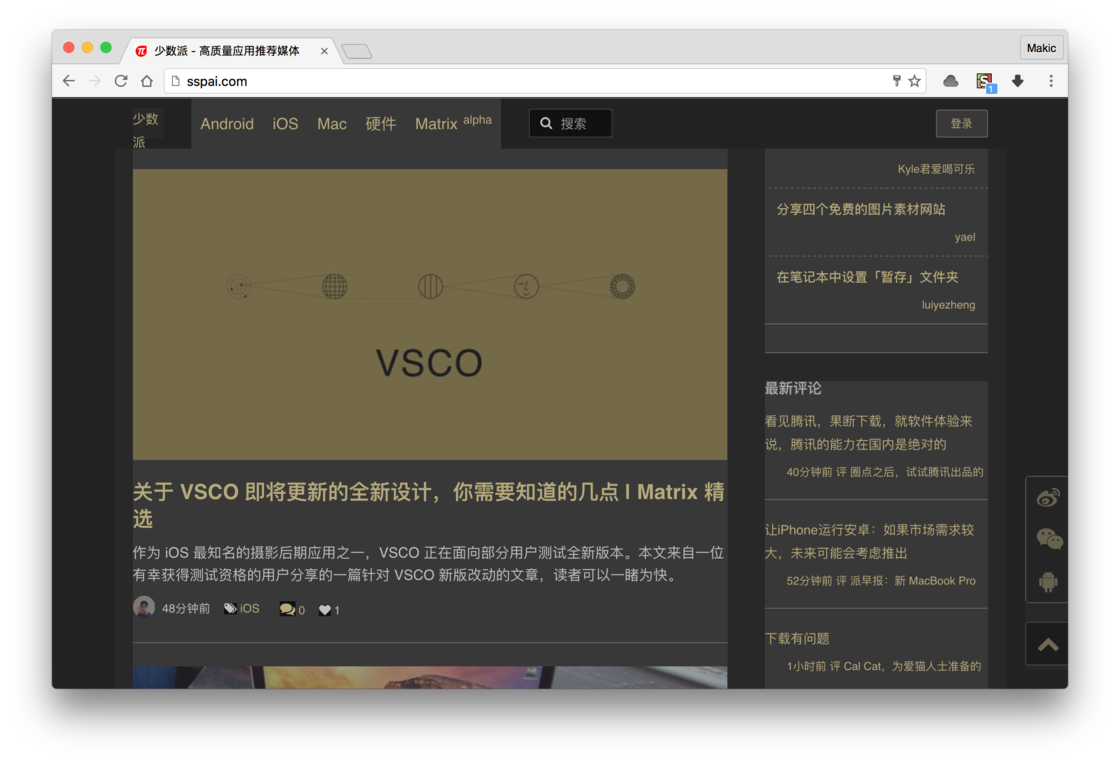 少数派 - 高质量应用推荐媒体
Makic
sspai.com
1
少数
派
Android iOS Mac 硬件 Matrix alpha
搜索
登录
VSCO
关于 VSCO 即将更新的全新设计，你需要知道的几点 | Matrix 精
选
作为 iOS 最知名的摄影后期应用之一，VSCO 正在面向部分用户测试全新版本。本文来自一位
有幸获得测试资格的用户分享的一篇针对 VSCO 新版改动的文章，读者可以一睹为快。
48分钟前 iOS 0 1
Kyle君爱喝可乐
分享四个免费的图片素材网站
yael
在笔记本中设置「暂存」文件夹
luiyezheng
最新评论
看见腾讯，果断下载，就软件体验来
说，腾讯的能力在国内是绝对的
40分钟前 评 圈点之后，试试腾讯出品的
让iPhone运行安卓：如果市场需求较
大，未来可能会考虑推出
52分钟前 评 派早报：新 MacBook Pro
下载有问题
1小时前 评 Cal Cat，为爱猫人士准备的